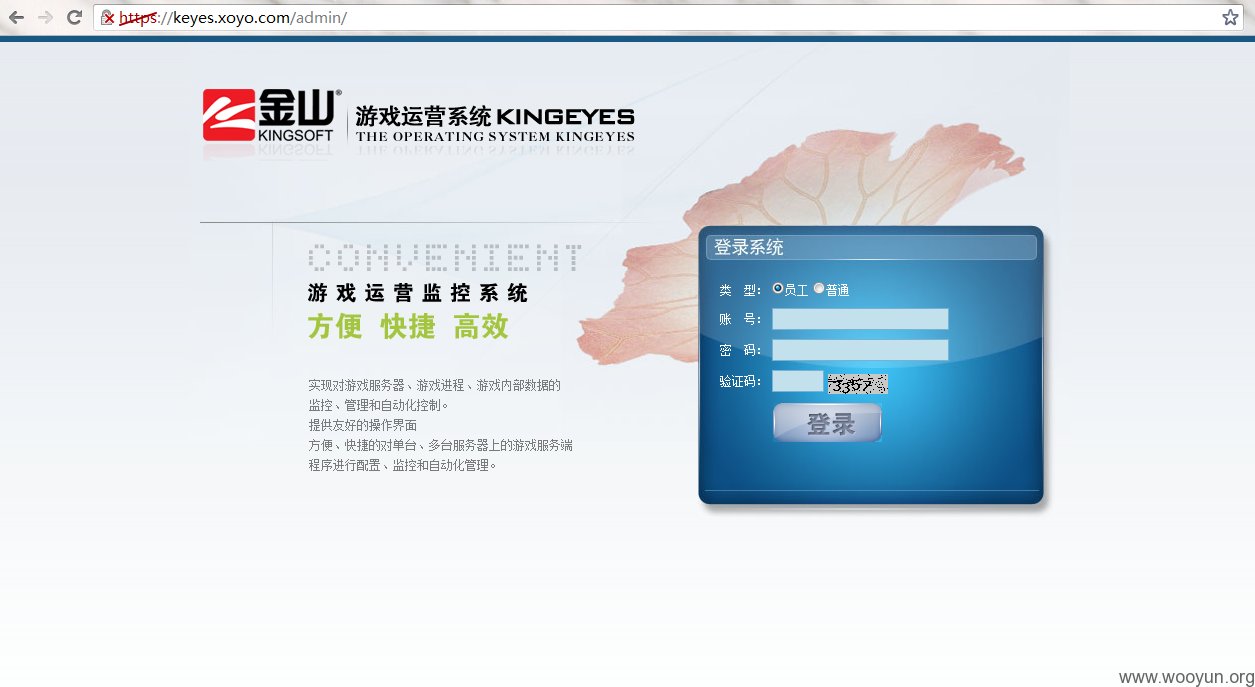 https://keyes.xoyo.com/admin/
金山®
KINGSOFT
游戏运营系统 KINGEYES
THE OPERATING SYSTEM KINGEYES
CONVENIENT
游戏运营监控系统
方便 快捷 高效
实现对游戏服务器、游戏进程、游戏内部数据的
监控、管理和自动化控制。
提供友好的操作界面
方便、快捷的对单台、多台服务器上的游戏服务端
程序进行配置、监控和自动化管理。
登录系统
类 型： 员工 普通
账 号：
密 码：
验证码： 3357
登录
www.wooyun.org